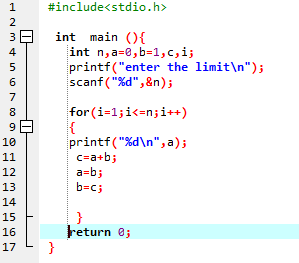 1 #include<stdio.h>
2
3 int main (){
4 int n,a=0,b=1,c,i;
5 printf("enter the limit\n");
6 scanf("%d",&n);
7
8 for(i=1;i<=n;i++)
9 {
10 printf("%d\n",a);
11 c=a+b;
12 a=b;
13 b=c;
14
15 }
16 return 0;
17 }